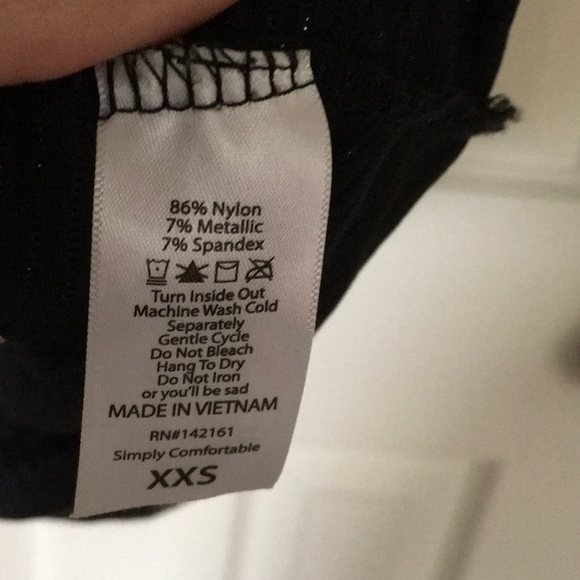 86% Nylon
7% Metallic
7% Spandex
Turn Inside Out
Machine Wash Cold
Separately
Gentle Cycle
Do Not Bleach
Hang To Dry
Do Not Iron
or you'll be sad
MADE IN VIETNAM
RN#142161
Simply Comfortable
XXS